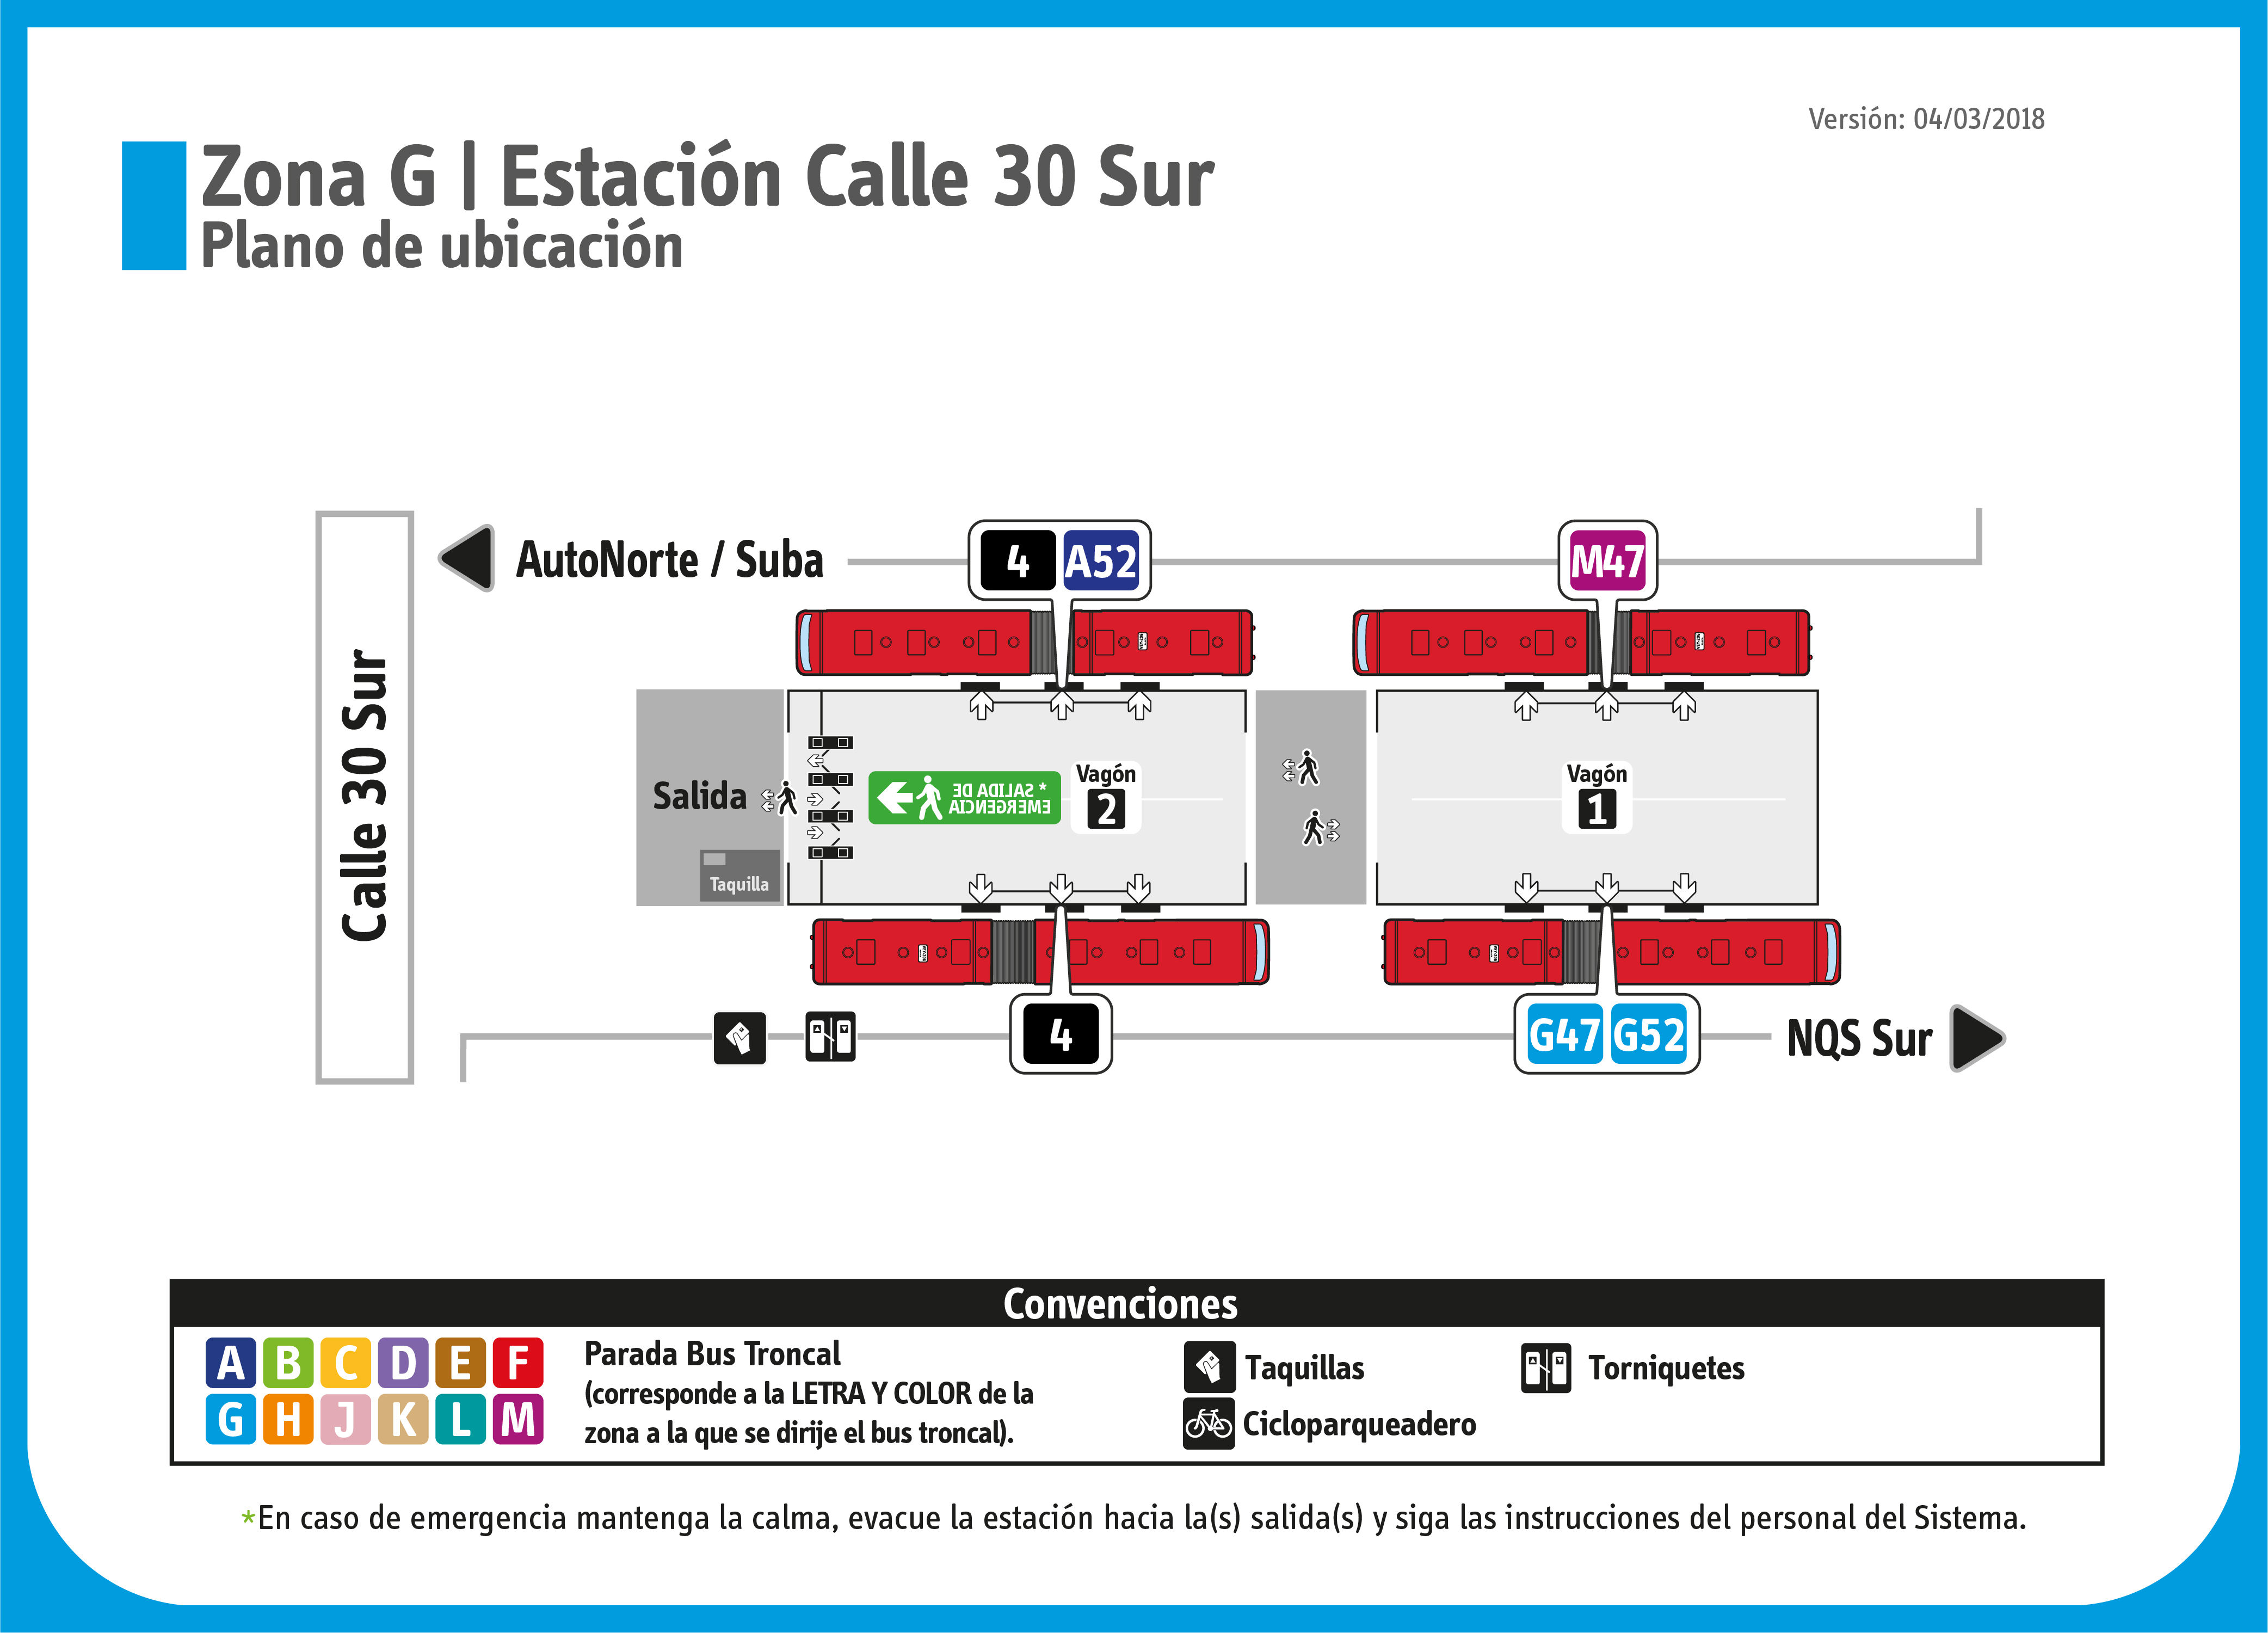 Versión: 04/03/2018
Zona G | Estación Calle 30 Sur
Plano de ubicación
AutoNorte / Suba
4 A52
M47
Calle 30 Sur
Salida
* SALIDA DE
EMERGENCIA
Vagón
2
Vagón
1
Taquilla
4
G47 G52
NQS Sur
Convenciones
A B C D E F
G H J K L M
Parada Bus Troncal
(corresponde a la LETRA Y COLOR de la
zona a la que se dirije el bus troncal).
Taquillas
Torniquetes
Cicloparqueadero
*En caso de emergencia mantenga la calma, evacue la estación hacia la(s) salida(s) y siga las instrucciones del personal del Sistema.